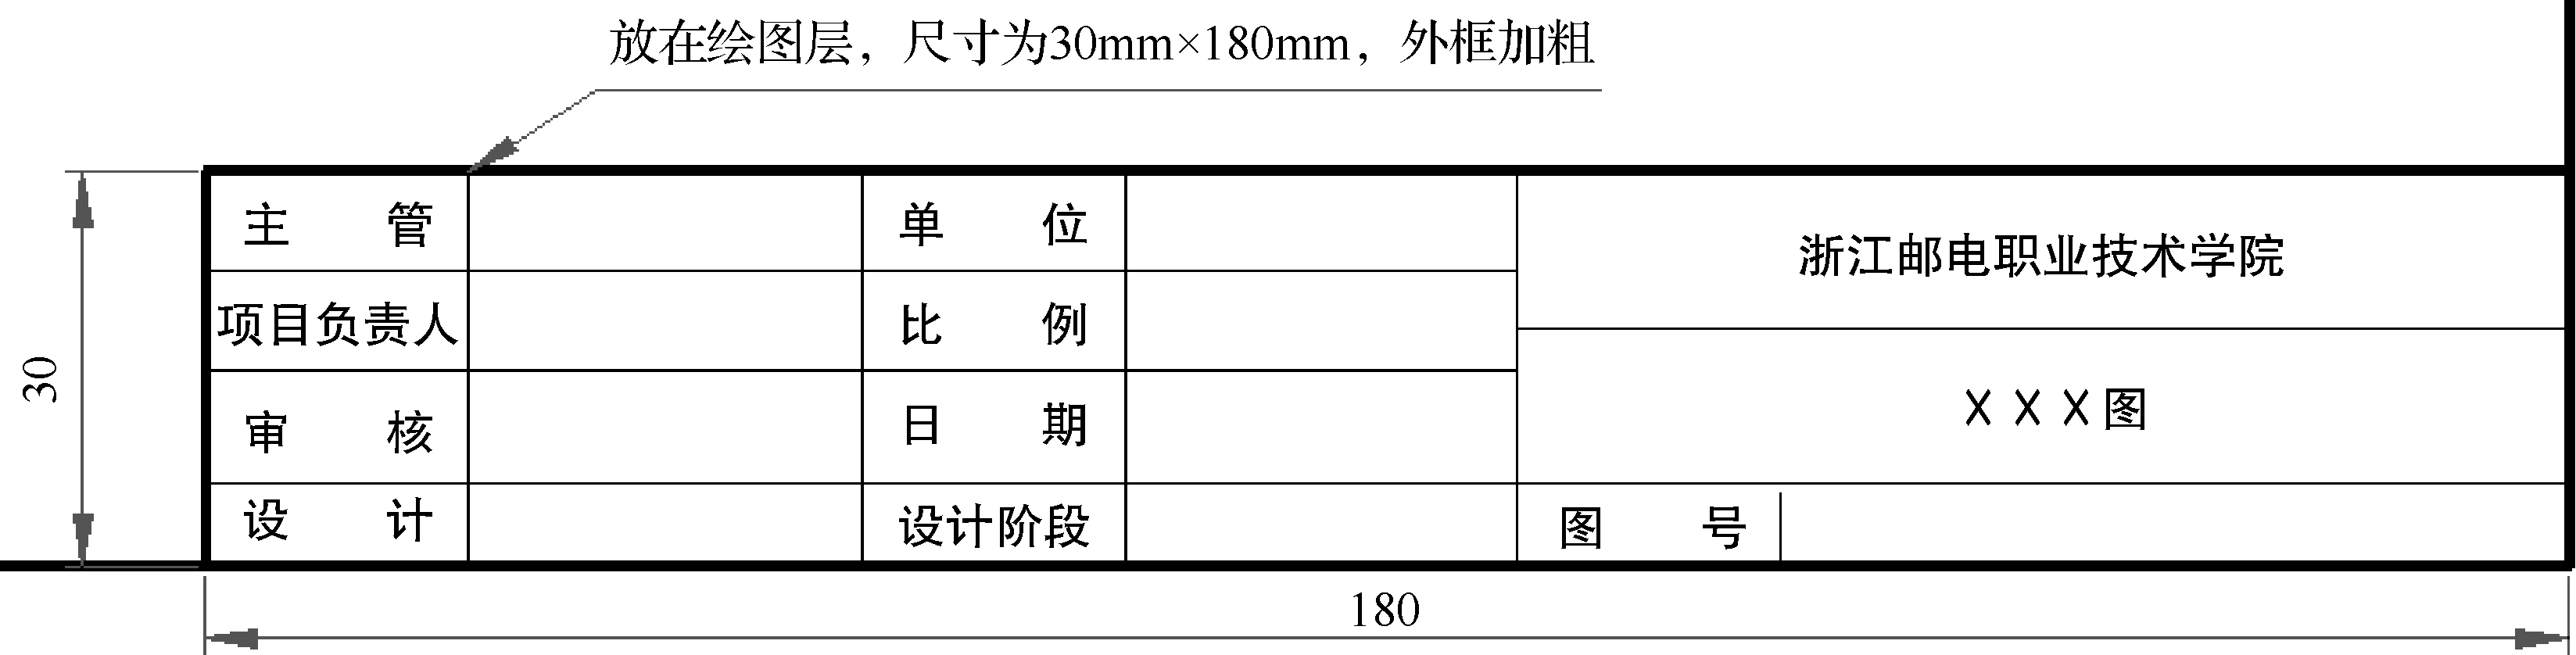 放在绘图层，尺寸为30mm×180mm，外框加粗
主 管 单 位
浙江邮电职业技术学院
项目负责人 比 例
×××图
审 核 日 期
设 计 设计阶段 图 号
30
180